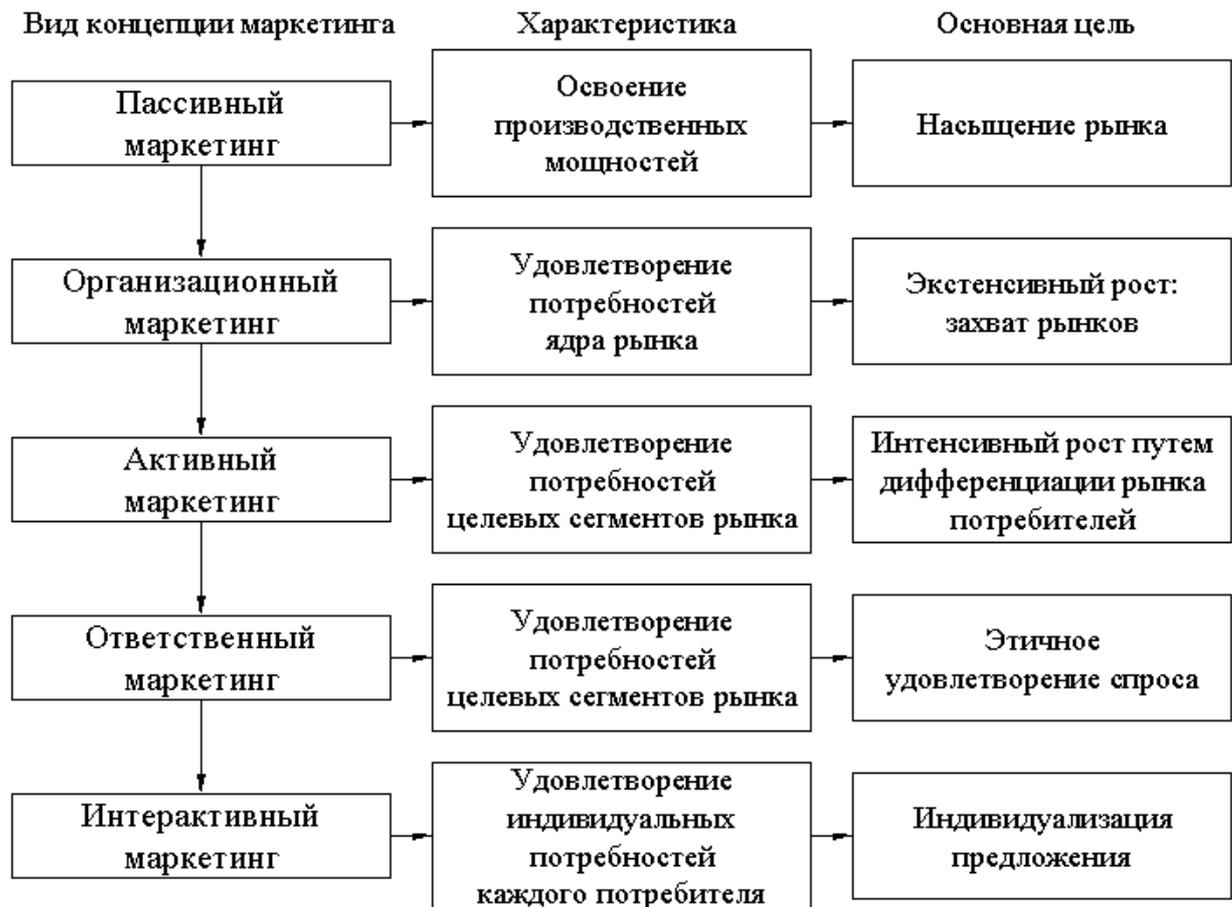 Вид концепции маркетинга
Характеристика
Основная цель
Пассивный
маркетинг
Освоение
производственных
мощностей
Насыщение рынка
Организационный
маркетинг
Удовлетворение
потребностей
ядра рынка
Экстенсивный рост:
захват рынков
Активный
маркетинг
Удовлетворение
потребностей
целевых сегментов рынка
Интенсивный рост путем
дифференциации рынка
потребителей
Ответственный
маркетинг
Удовлетворение
потребностей
целевых сегментов рынка
Этичное
удовлетворение спроса
Интерактивный
маркетинг
Удовлетворение
индивидуальных
потребностей
каждого потребителя
Индивидуализация
предложения